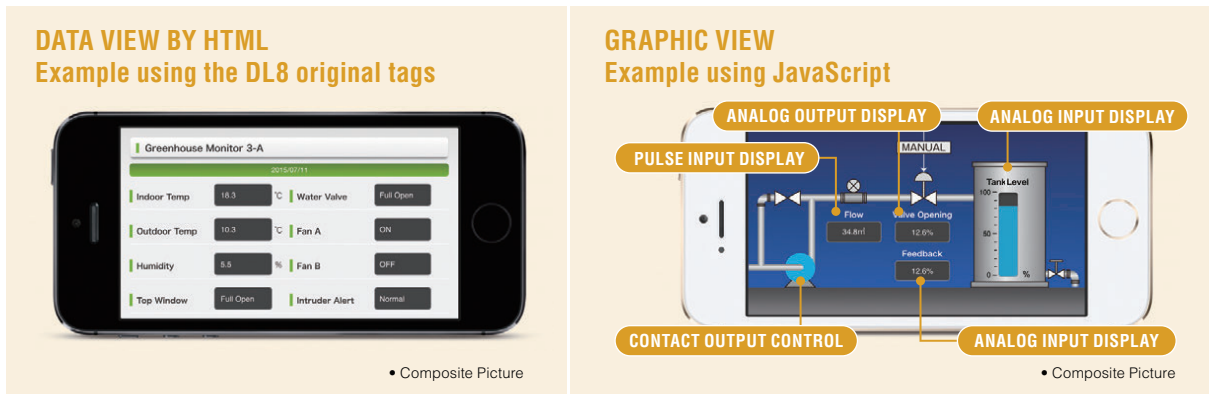 DATA VIEW BY HTML
Example using the DL8 original tags
Greenhouse Monitor 3-A
2015/07/11
Indoor Temp 18.3 ℃ Water Valve Full Open
Outdoor Temp 10.3 ℃ Fan A ON
Humidity 5.5 % Fan B OFF
Top Window Full Open Intruder Alert Normal
• Composite Picture
GRAPHIC VIEW
Example using JavaScript
ANALOG OUTPUT DISPLAY
ANALOG INPUT DISPLAY
MANUAL
PULSE INPUT DISPLAY
Tank Level
100
50
0 %
Flow
34.8㎥
Valve Opening
12.6%
Feedback
12.6%
CONTACT OUTPUT CONTROL
ANALOG INPUT DISPLAY
• Composite Picture